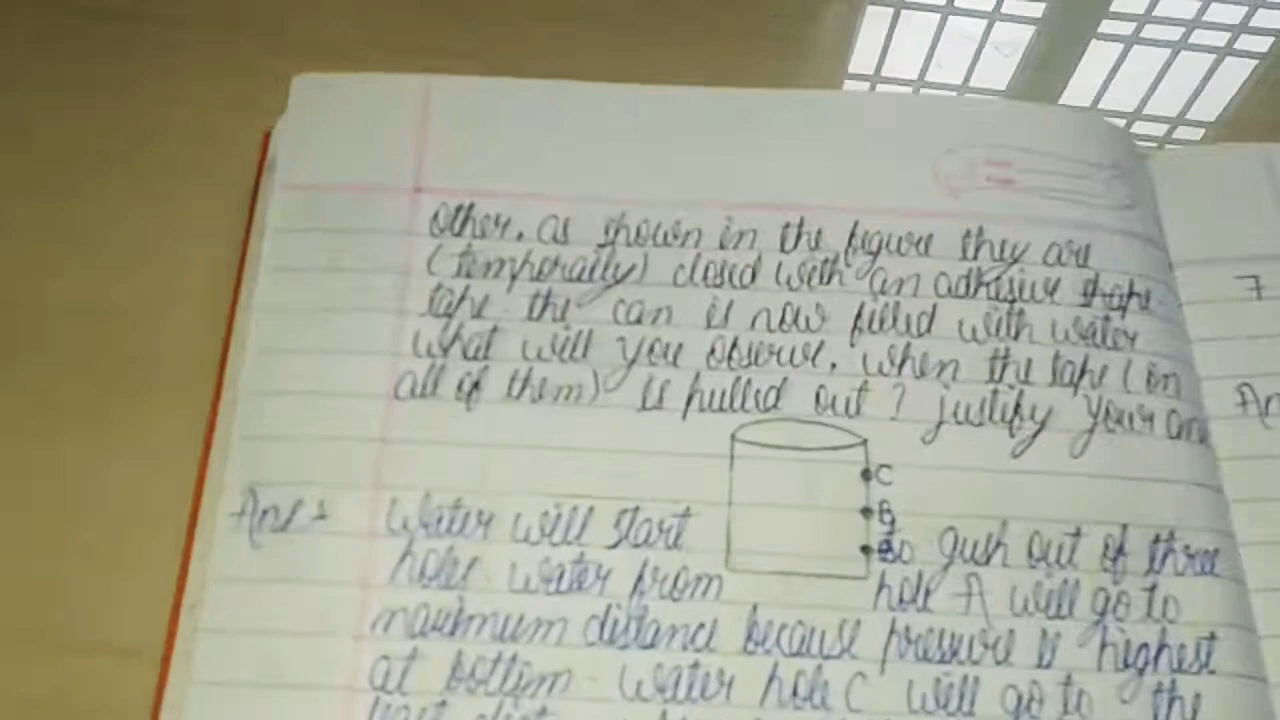 other. as shown in the figure they are
(temporally) closed with an adhesive
tape the can is now filled with water
what will you observe. when the tape (on
all of them) is pulled out ? justify your
C
B
Ans: Water will start to gush out of three
holes water from hole A will go to
maximum distance because pressure is highest
at bottom. water hole C will go to the
7